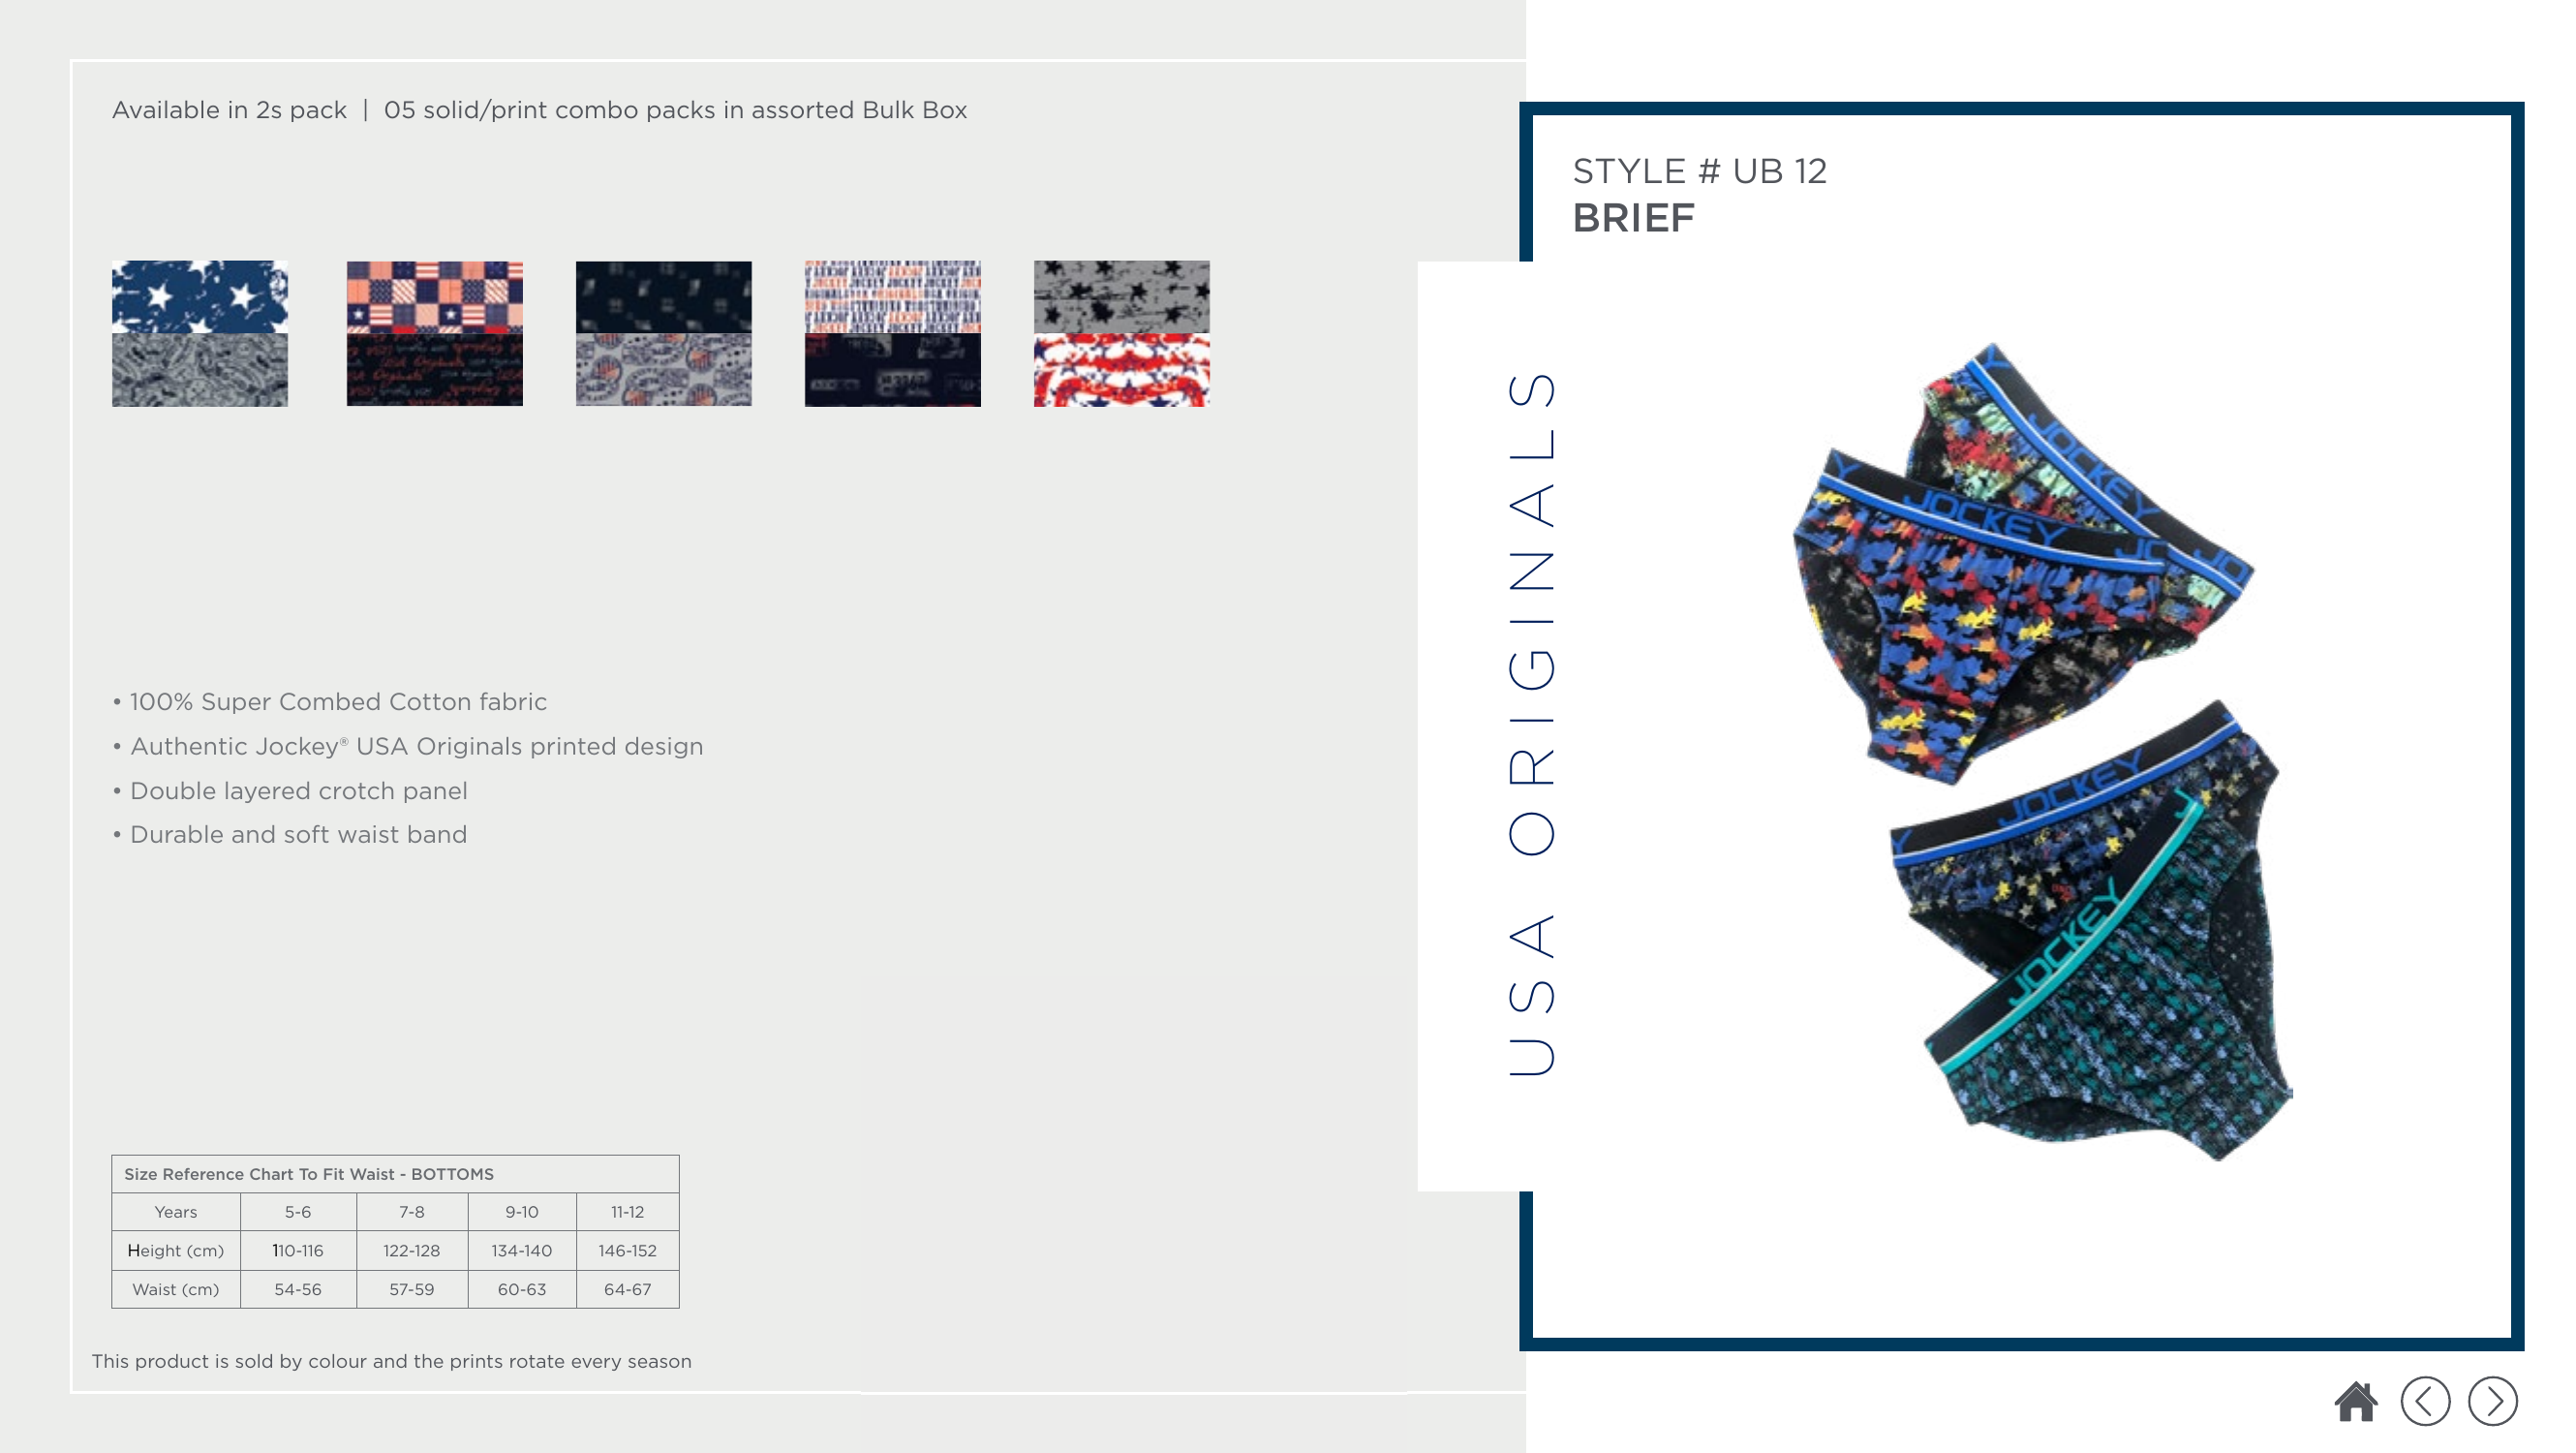 Available in 2s pack | 05 solid/print combo packs in assorted Bulk Box
• 100% Super Combed Cotton fabric
• Authentic Jockey® USA Originals printed design
• Double layered crotch panel
• Durable and soft waist band
Size Reference Chart To Fit Waist - BOTTOMS
Years 5-6 7-8 9-10 11-12
Height (cm) 110-116 122-128 134-140 146-152
Waist (cm) 54-56 57-59 60-63 64-67
This product is sold by colour and the prints rotate every season
STYLE # UB 12
BRIEF
USA ORIGINALS
JOCKEY
JOCKEY
JOCKEY
JOCKEY